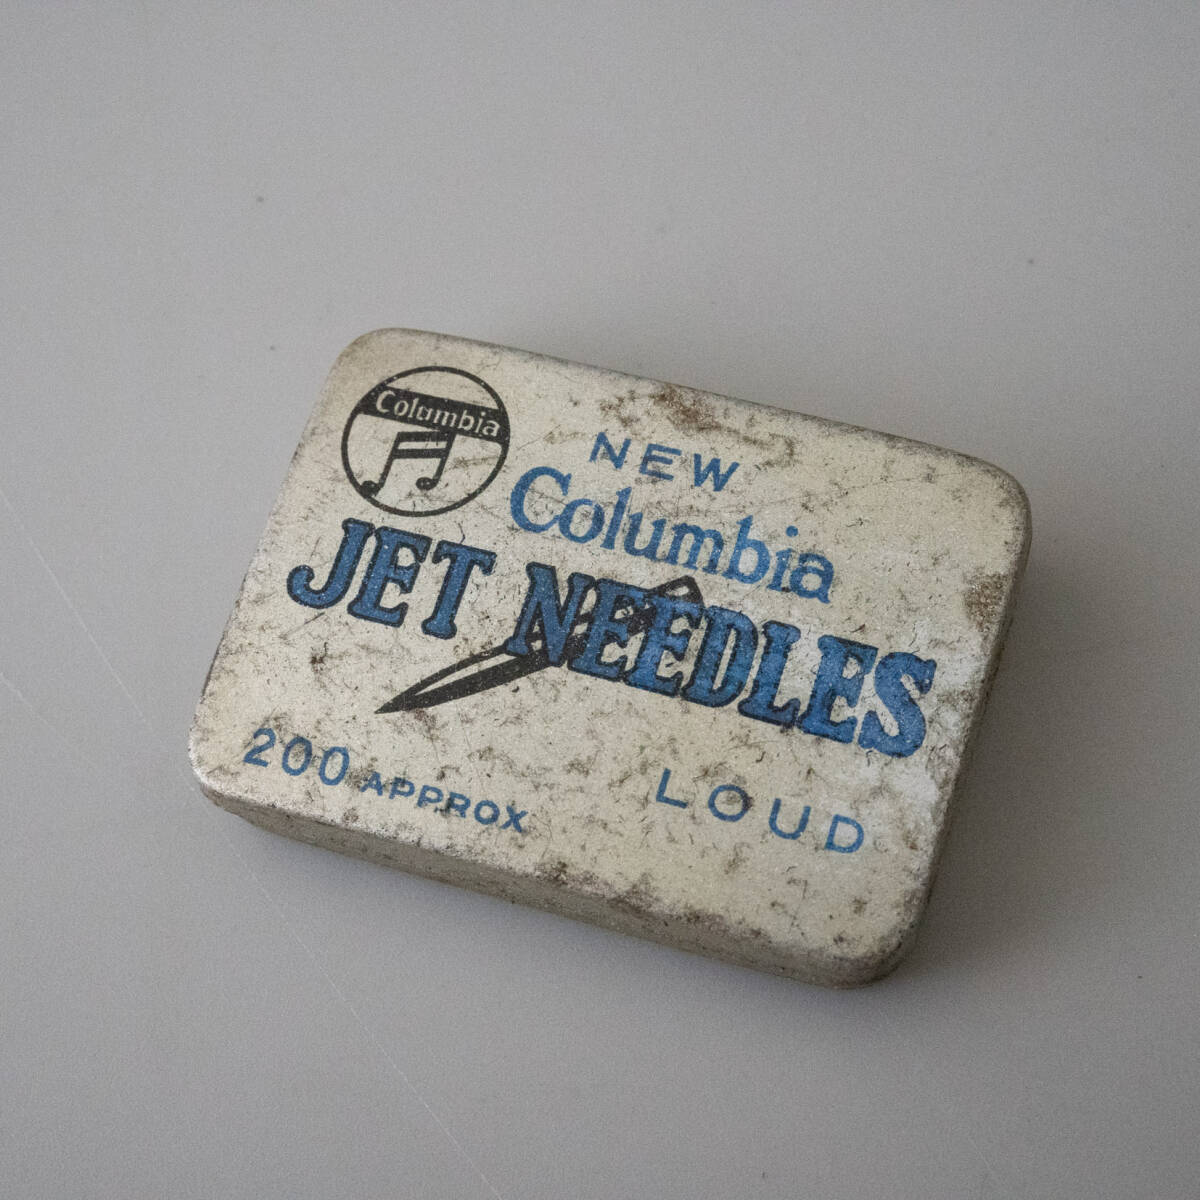 Columbia
NEW
Columbia
JET NEEDLES
200 APPROX
LOUD